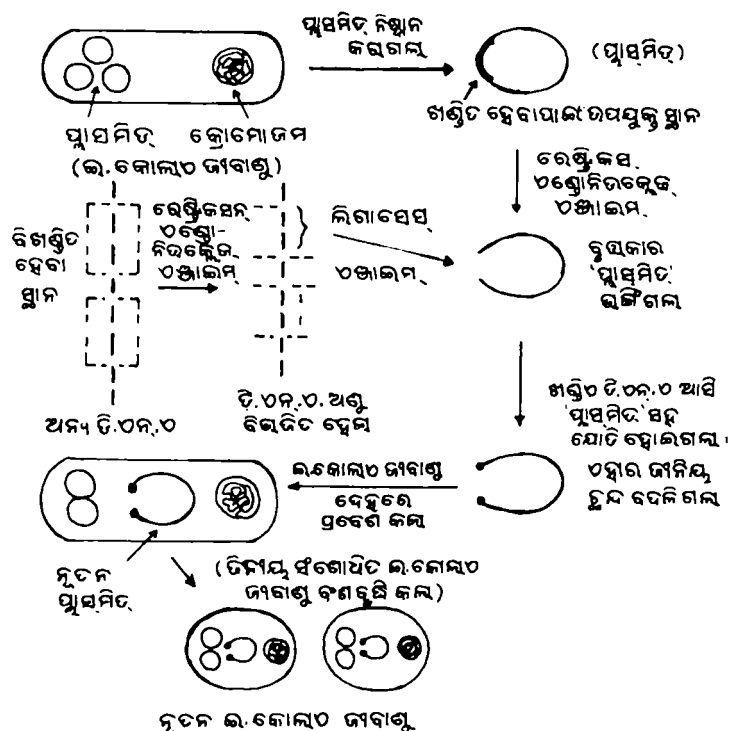 ପ୍ଲାସମିଡ୍ ନିଷ୍କାସନ
କରାଗଲା
(ପ୍ଲାସମିଡ୍)
ପ୍ଲାସମିଡ୍
କ୍ରୋମୋଜମ
ଖଣ୍ଡିତ ହେବାପାଇଁ ଉପଯୁକ୍ତ ସ୍ଥାନ
(ଇ.କୋଲାଏ ଜୀବାଣୁ)
ରେଷ୍ଟ୍ରିକସ୍
ଏଣ୍ଡୋନିଉକ୍ଲେଜ୍
ଏଞ୍ଜାଇମ୍
ବିଖଣ୍ଡିତ
ହେବା
ସ୍ଥାନ
ରେଷ୍ଟ୍ରିକସନ୍
ଏଣ୍ଡୋ-
ନିଉକ୍ଲେଜ
ଏଞ୍ଜାଇମ୍
ଲିଗାସେସ୍
ଏଞ୍ଜାଇମ୍
ବୃତ୍ତାକାର
'ପ୍ଲାସମିଡ୍'
ଭାଙ୍ଗିଗଲା
ଅନ୍ୟ ଡି.ଏନ୍.ଏ
ଡି.ଏନ୍.ଏ. ଅଣୁ
ବିଭାଜିତ ହେଲା
ଖଣ୍ଡିତ ଡି.ଏନ୍.ଏ ଆସି
'ପ୍ଲାସମିଡ୍' ସହ
ଯୋଡି ହୋଇଗଲା।
ଏହାର ଜୀନିୟ
ଛନ୍ଦ ବଦଳିଗଲା
ଇ.କୋଲାଏ ଜୀବାଣୁ
ଦେହରେ
ପ୍ରବେଶ କଲା
ନୂତନ
ପ୍ଲାସମିଡ୍
(ଜିନୀୟ ସଂଶୋଧିତ ଇ.କୋଲାଏ
ଜୀବାଣୁ ବଂଶବୃଦ୍ଧି କଲା)
ନୂତନ ଇ.କୋଲାଏ ଜୀବାଣୁ